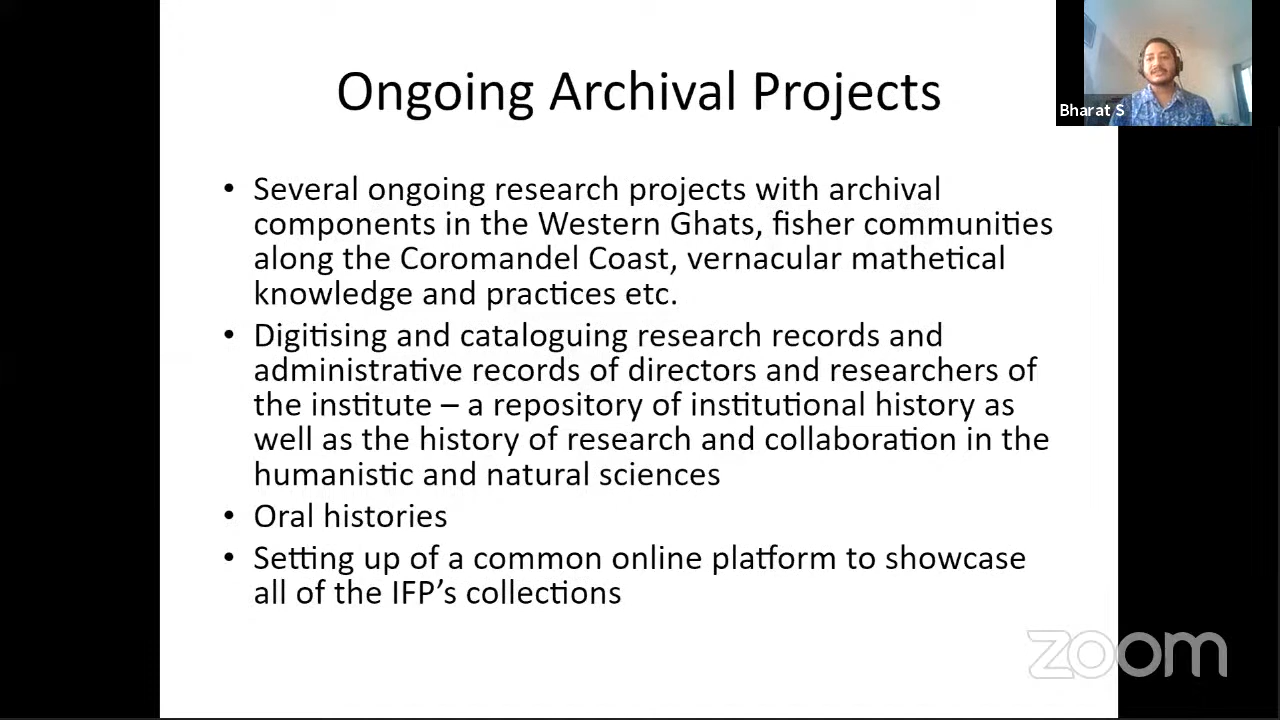 Ongoing Archival Projects
Bharat S
• Several ongoing research projects with archival
components in the Western Ghats, fisher communities
along the Coromandel Coast, vernacular mathetical
knowledge and practices etc.
• Digitising and cataloguing research records and
administrative records of directors and researchers of
the institute – a repository of institutional history as
well as the history of research and collaboration in the
humanistic and natural sciences
• Oral histories
• Setting up of a common online platform to showcase
all of the IFP’s collections
zoom